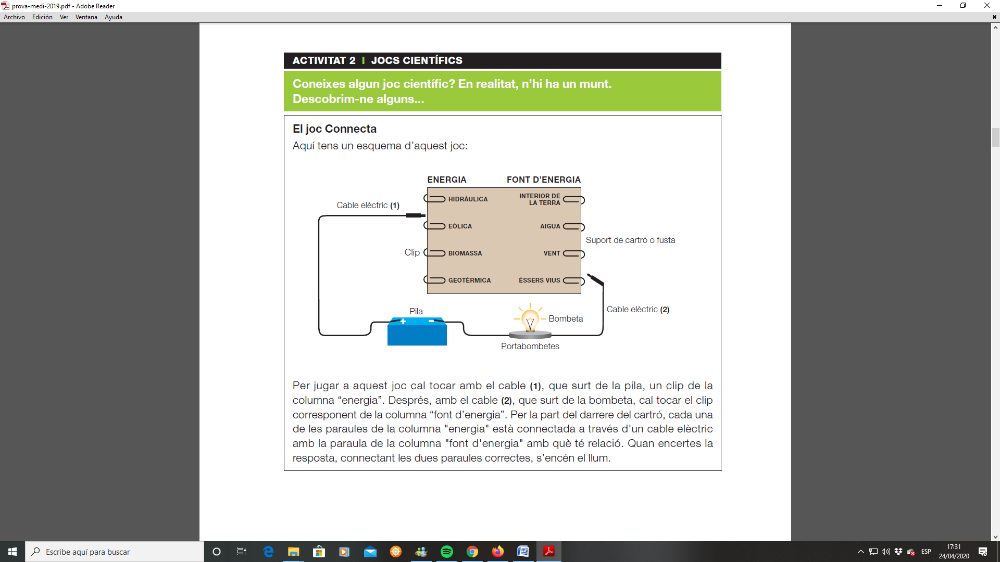 prova-medi-2019.pdf - Adobe Reader
Archivo Edición Ver Ventana Ayuda
ACTIVITAT 2 I JOCS CIENTÍFICS
Coneixes algun joc científic? En realitat, n’hi ha un munt.
Descobrim-ne alguns...
El joc Connecta
Aquí tens un esquema d’aquest joc:
ENERGIA FONT D’ENERGIA
Cable elèctric (1)
HIDRÀULICA
INTERIOR DE
LA TERRA
EÒLICA
AIGUA
Suport de cartró o fusta
Clip
BIOMASSA
VENT
GEOTÈRMICA
ÉSSERS VIUS
Cable elèctric (2)
Pila
+ -
Bombeta
Portabombetes
Per jugar a aquest joc cal tocar amb el cable (1), que surt de la pila, un clip de la
columna “energia”. Després, amb el cable (2), que surt de la bombeta, cal tocar el clip
corresponent de la columna “font d’energia”. Per la part del darrere del cartró, cada una
de les paraules de la columna "energia" està connectada a través d'un cable elèctric
amb la paraula de la columna "font d'energia" amb què té relació. Quan encertes la
resposta, connectant les dues paraules correctes, s’encén el llum.
Escribe aquí para buscar
ESP
17:31
24/04/2020